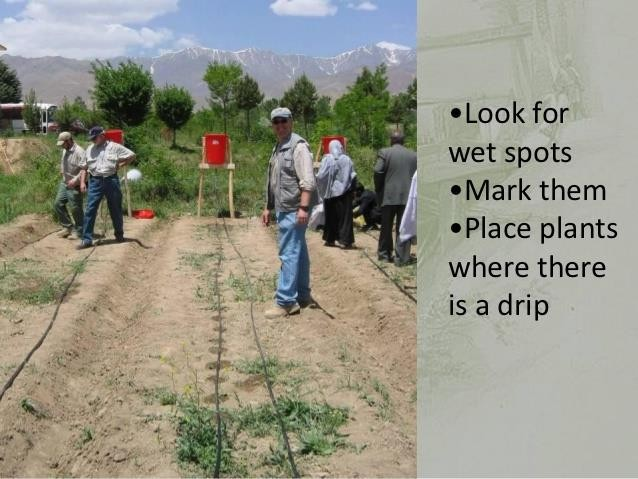 •Look for
wet spots
•Mark them
•Place plants
where there
is a drip